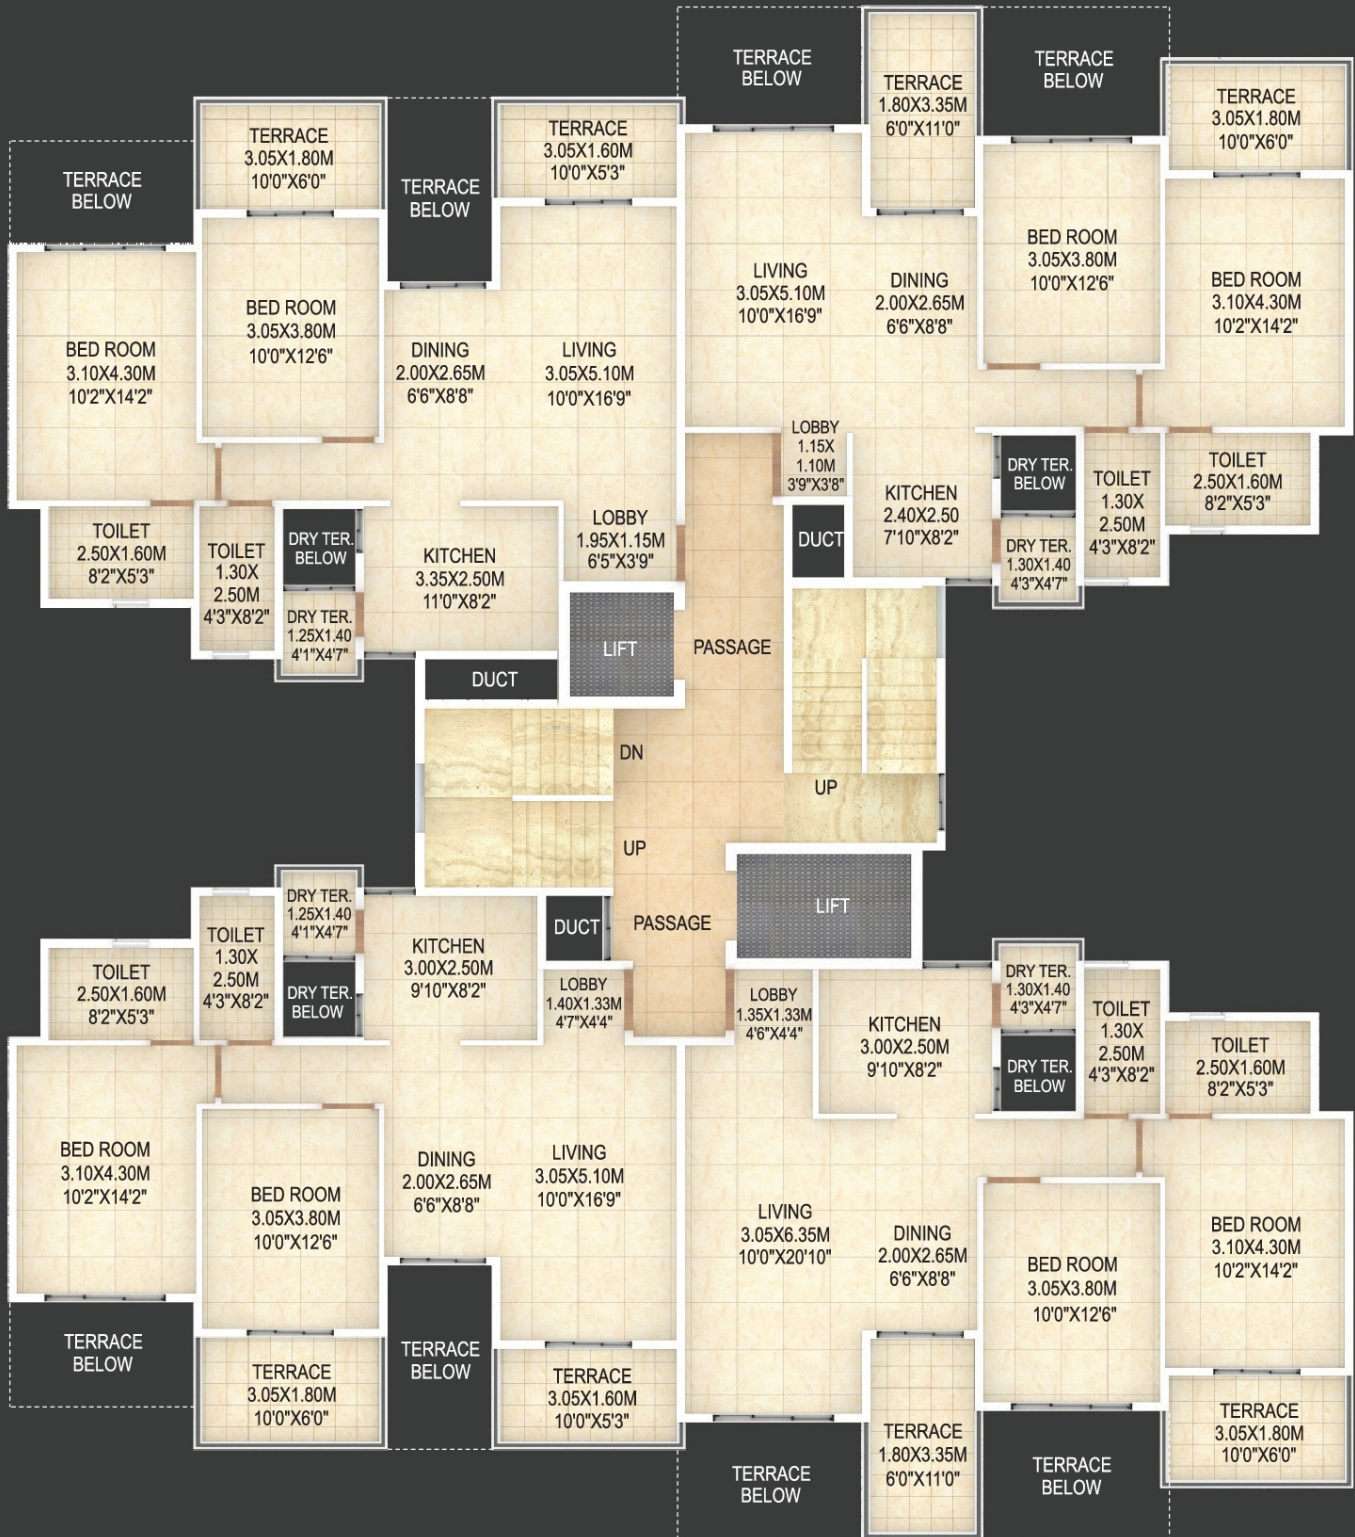 TERRACE
BELOW
TERRACE
1.80X3.35M
6'0"X11'0"
TERRACE
BELOW
TERRACE
3.05X1.80M
10'0"X6'0"
TERRACE
3.05X1.80M
10'0"X6'0"
TERRACE
3.05X1.60M
10'0"X5'3"
TERRACE
BELOW
TERRACE
BELOW
BED ROOM
3.10X4.30M
10'2"X14'2"
BED ROOM
3.05X3.80M
10'0"X12'6"
DINING
2.00X2.65M
6'6"X8'8"
LIVING
3.05X5.10M
10'0"X16'9"
LIVING
3.05X5.10M
10'0"X16'9"
DINING
2.00X2.65M
6'6"X8'8"
BED ROOM
3.05X3.80M
10'0"X12'6"
BED ROOM
3.10X4.30M
10'2"X14'2"
TOILET
2.50X1.60M
8'2"X5'3"
TOILET
1.30X
2.50M
4'3"X8'2"
DRY TER.
BELOW
DRY TER.
1.25X1.40
4'1"X4'7"
KITCHEN
3.35X2.50M
11'0"X8'2"
LOBBY
1.95X1.15M
6'5"X3'9"
LOBBY
1.15X
1.10M
3'9"X3'8"
DUCT
KITCHEN
2.40X2.50
7'10"X8'2"
DRY TER.
BELOW
DRY TER.
1.30X1.40
4'3"X4'7"
TOILET
1.30X
2.50M
4'3"X8'2"
TOILET
2.50X1.60M
8'2"X5'3"
DUCT
LIFT
PASSAGE
DN
UP
UP
LIFT
PASSAGE
DUCT
TOILET
2.50X1.60M
8'2"X5'3"
TOILET
1.30X
2.50M
4'3"X8'2"
DRY TER.
1.25X1.40
4'1"X4'7"
DRY TER.
BELOW
KITCHEN
3.00X2.50M
9'10"X8'2"
LOBBY
1.40X1.33M
4'7"X4'4"
LOBBY
1.35X1.33M
4'6"X4'4"
KITCHEN
3.00X2.50M
9'10"X8'2"
DRY TER.
1.30X1.40
4'3"X4'7"
DRY TER.
BELOW
TOILET
1.30X
2.50M
4'3"X8'2"
TOILET
2.50X1.60M
8'2"X5'3"
BED ROOM
3.10X4.30M
10'2"X14'2"
BED ROOM
3.05X3.80M
10'0"X12'6"
DINING
2.00X2.65M
6'6"X8'8"
LIVING
3.05X5.10M
10'0"X16'9"
LIVING
3.05X6.35M
10'0"X20'10"
DINING
2.00X2.65M
6'6"X8'8"
BED ROOM
3.05X3.80M
10'0"X12'6"
BED ROOM
3.10X4.30M
10'2"X14'2"
TERRACE
BELOW
TERRACE
3.05X1.80M
10'0"X6'0"
TERRACE
BELOW
TERRACE
3.05X1.60M
10'0"X5'3"
TERRACE
BELOW
TERRACE
1.80X3.35M
6'0"X11'0"
TERRACE
BELOW
TERRACE
3.05X1.80M
10'0"X6'0"